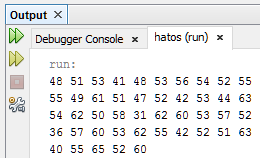 Output ×
Debugger Console × hatos (run) ×
run:
48 51 53 41 48 53 56 54 52 55
55 49 61 51 47 52 42 53 44 63
54 62 50 58 31 62 60 53 57 52
36 57 60 53 62 55 42 52 51 63
40 55 65 52 60